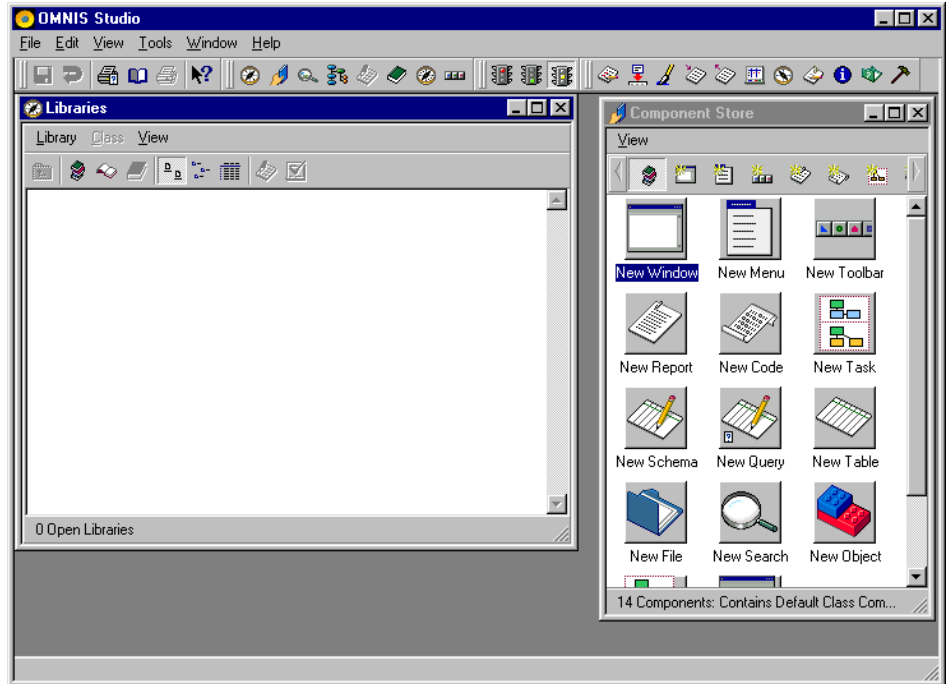 OMNIS Studio
File Edit View Tools Window Help
Libraries
Library Class View
0 Open Libraries
Component Store
View
New Window New Menu New Toolbar
New Report New Code New Task
New Schema New Query New Table
New File New Search New Object
14 Components: Contains Default Class Com...